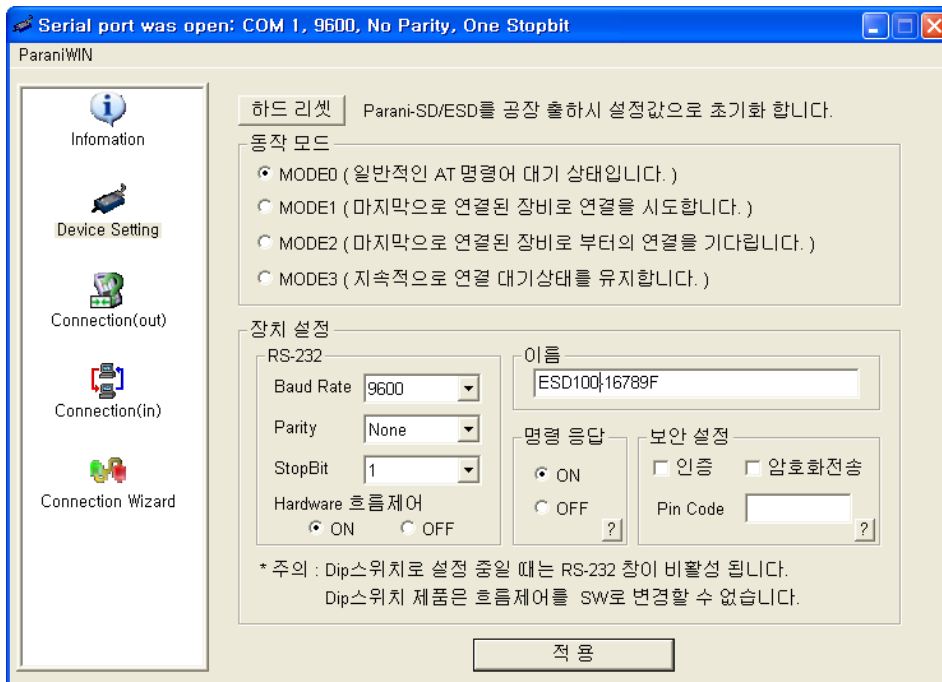 Serial port was open: COM 1, 9600, No Parity, One Stopbit
ParaniWIN
Infomation
Device Setting
Connection(out)
Connection(in)
Connection Wizard
하드 리셋 Parani-SD/ESD를 공장 출하시 설정값으로 초기화 합니다.
동작 모드
MODE0 ( 일반적인 AT 명령어 대기 상태입니다. )
MODE1 ( 마지막으로 연결된 장비로 연결을 시도합니다. )
MODE2 ( 마지막으로 연결된 장비로 부터의 연결을 기다립니다. )
MODE3 ( 지속적으로 연결 대기상태를 유지합니다. )
장치 설정
RS-232
Baud Rate 9600
Parity None
StopBit 1
Hardware 흐름제어
ON OFF
이름
ESD100-16789F
명령 응답
ON
OFF
?
보안 설정
인증 암호화전송
Pin Code
?
* 주의 : Dip스위치로 설정 중일 때는 RS-232 창이 비활성 됩니다.
Dip스위치 제품은 흐름제어를 SW로 변경할 수 없습니다.
적 용